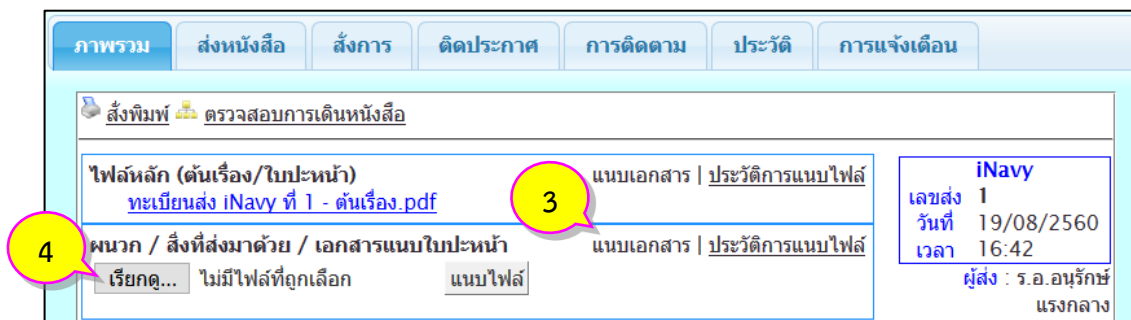 ภาพรวม ส่งหนังสือ สั่งการ ติดประกาศ การติดตาม ประวัติ การแจ้งเตือน
สั่งพิมพ์ ตรวจสอบการเดินหนังสือ
ไฟล์หลัก (ต้นเรื่อง/ใบปะหน้า) แนบเอกสาร | ประวัติการแนบไฟล์
ทะเบียนส่ง iNavy ที่ 1 - ต้นเรื่อง.pdf
3
ผนวก / สิ่งที่ส่งมาด้วย / เอกสารแนบใบปะหน้า แนบเอกสาร | ประวัติการแนบไฟล์
4
เรียกดู... ไม่มีไฟล์ที่ถูกเลือก แนบไฟล์
iNavy
เลขส่ง 1
วันที่ 19/08/2560
เวลา 16:42
ผู้ส่ง : ร.อ.อนุรักษ์
แรงกลาง